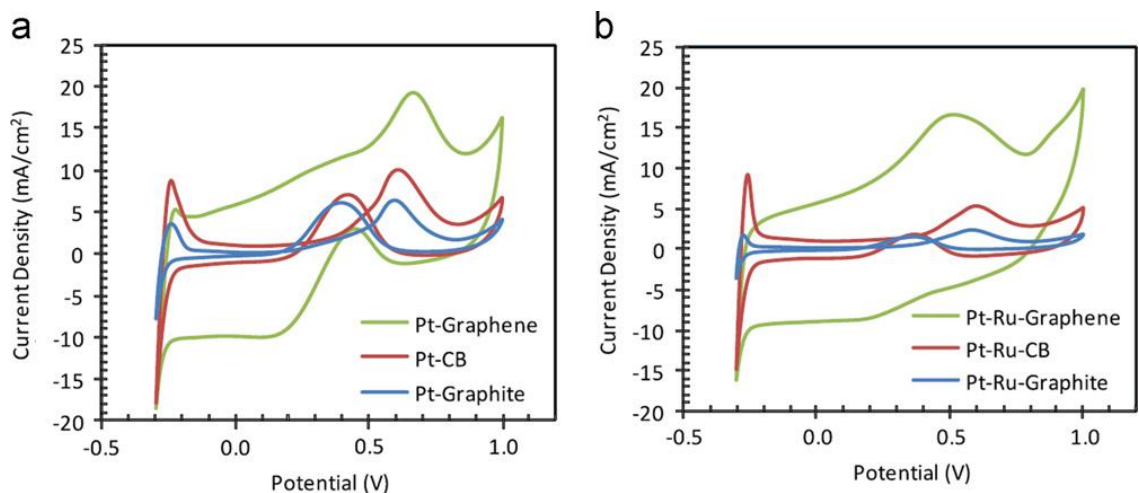 a
25
20
15
10
5
0
-5
-10
-15
-20
-0.5 0.0 0.5 1.0
Current Density (mA/cm²)
Potential (V)
Pt-Graphene
Pt-CB
Pt-Graphite
b
25
20
15
10
5
0
-5
-10
-15
-20
-0.5 0.0 0.5 1.0
Current Density (mA/cm²)
Potential (V)
Pt-Ru-Graphene
Pt-Ru-CB
Pt-Ru-Graphite